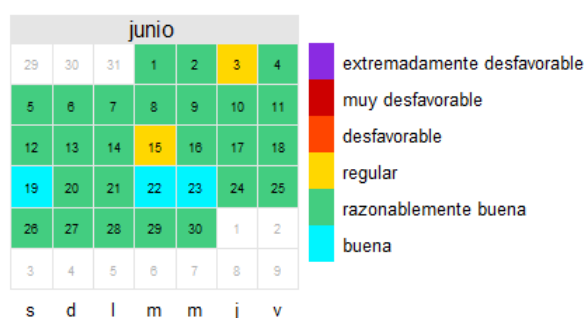 junio
29 30 31 1 2 3 4
5 6 7 8 9 10 11
12 13 14 15 16 17 18
19 20 21 22 23 24 25
26 27 28 29 30 1 2
3 4 5 6 7 8 9
s d l m m j v
extremadamente desfavorable
muy desfavorable
desfavorable
regular
razonablemente buena
buena